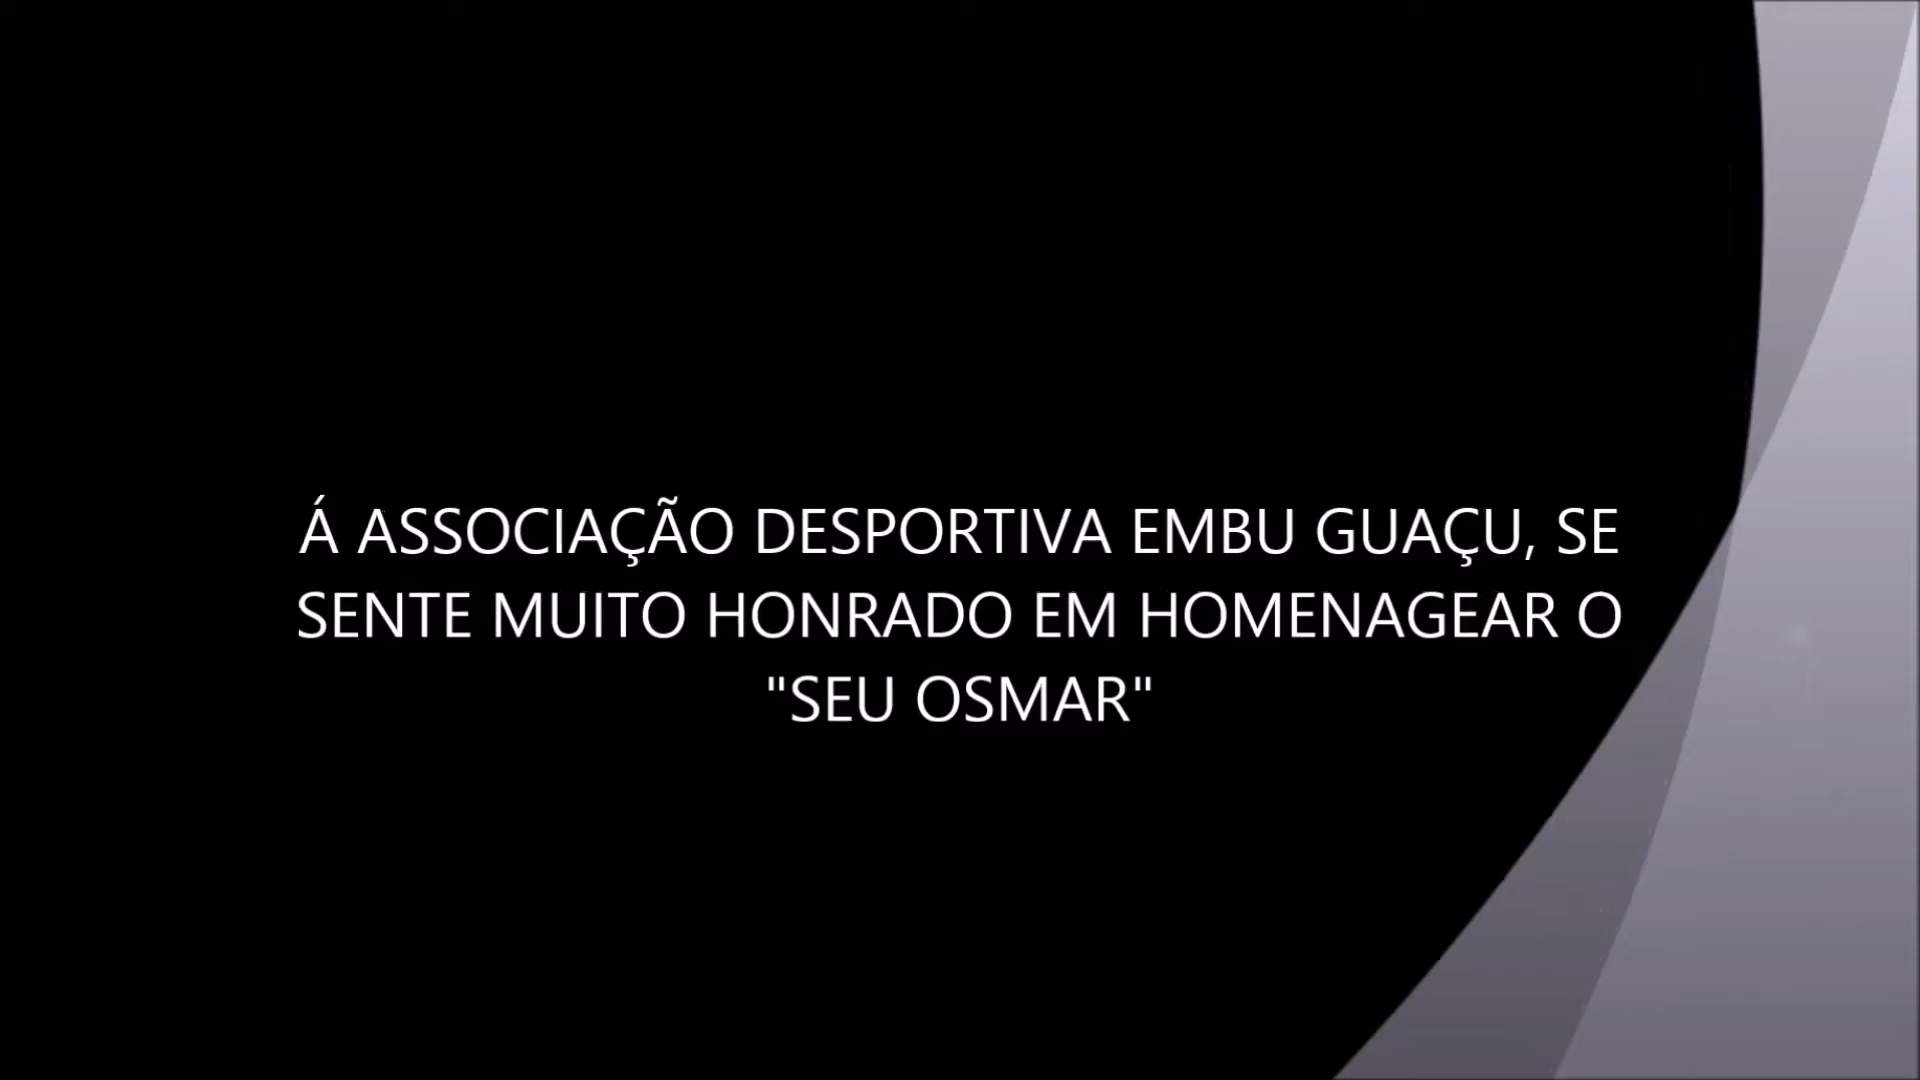 Á ASSOCIAÇÃO DESPORTIVA EMBU GUAÇU, SE
SENTE MUITO HONRADO EM HOMENAGEAR O
"SEU OSMAR"